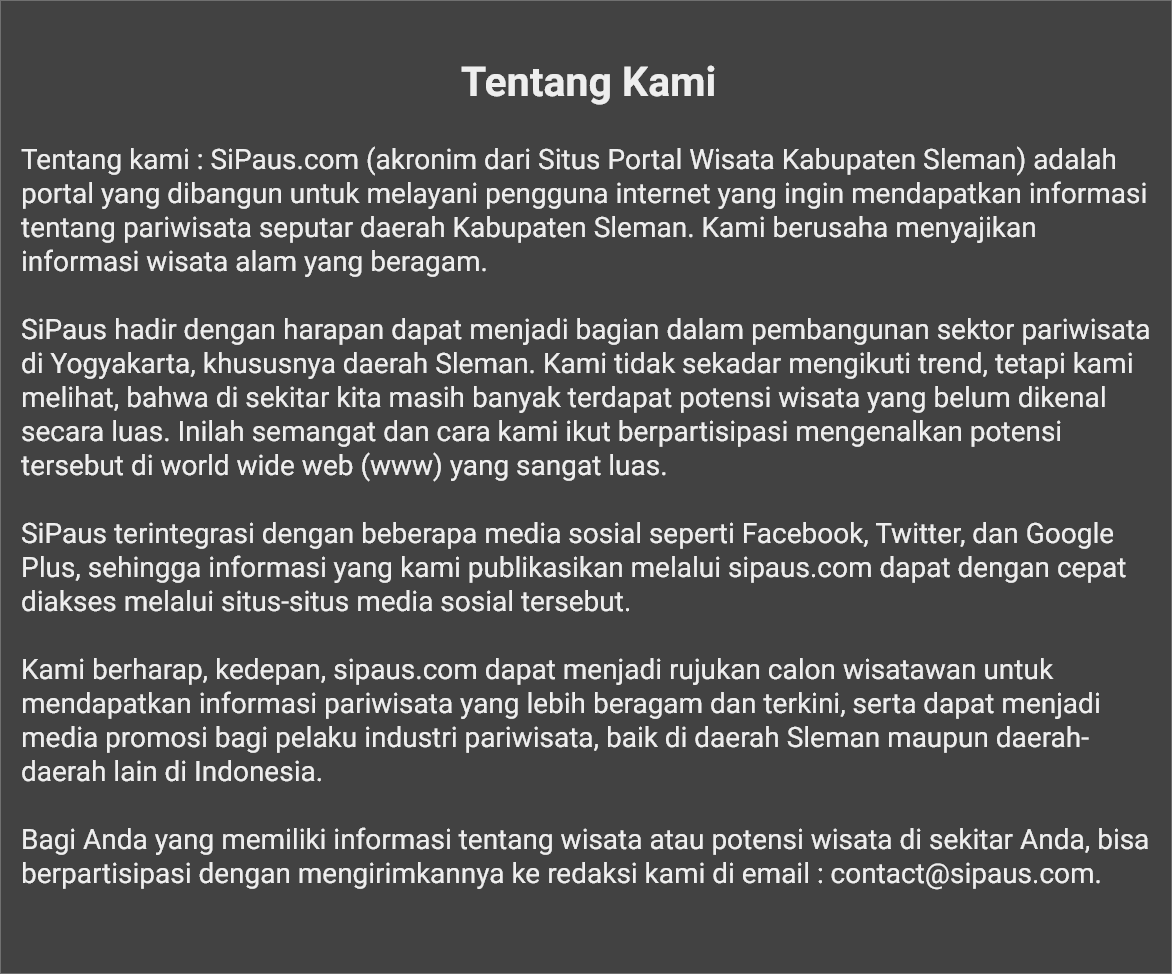 Tentang Kami
Tentang kami : SiPaus.com (akronim dari Situs Portal Wisata Kabupaten Sleman) adalah
portal yang dibangun untuk melayani pengguna internet yang ingin mendapatkan informasi
tentang pariwisata seputar daerah Kabupaten Sleman. Kami berusaha menyajikan
informasi wisata alam yang beragam.
SiPaus hadir dengan harapan dapat menjadi bagian dalam pembangunan sektor pariwisata
di Yogyakarta, khususnya daerah Sleman. Kami tidak sekadar mengikuti trend, tetapi kami
melihat, bahwa di sekitar kita masih banyak terdapat potensi wisata yang belum dikenal
secara luas. Inilah semangat dan cara kami ikut berpartisipasi mengenalkan potensi
tersebut di world wide web (www) yang sangat luas.
SiPaus terintegrasi dengan beberapa media sosial seperti Facebook, Twitter, dan Google
Plus, sehingga informasi yang kami publikasikan melalui sipaus.com dapat dengan cepat
diakses melalui situs-situs media sosial tersebut.
Kami berharap, kedepan, sipaus.com dapat menjadi rujukan calon wisatawan untuk
mendapatkan informasi pariwisata yang lebih beragam dan terkini, serta dapat menjadi
media promosi bagi pelaku industri pariwisata, baik di daerah Sleman maupun daerah-
daerah lain di Indonesia.
Bagi Anda yang memiliki informasi tentang wisata atau potensi wisata di sekitar Anda, bisa
berpartisipasi dengan mengirimkannya ke redaksi kami di email : contact@sipaus.com.